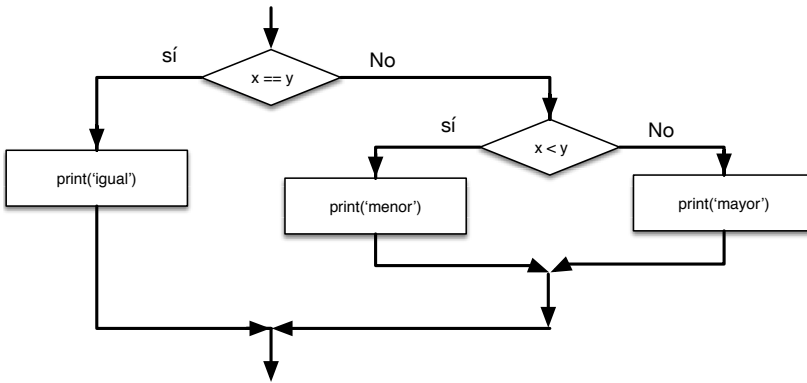 sí
x == y
No
print(‘igual’)
sí
x < y
No
print(‘menor’)
print(‘mayor’)